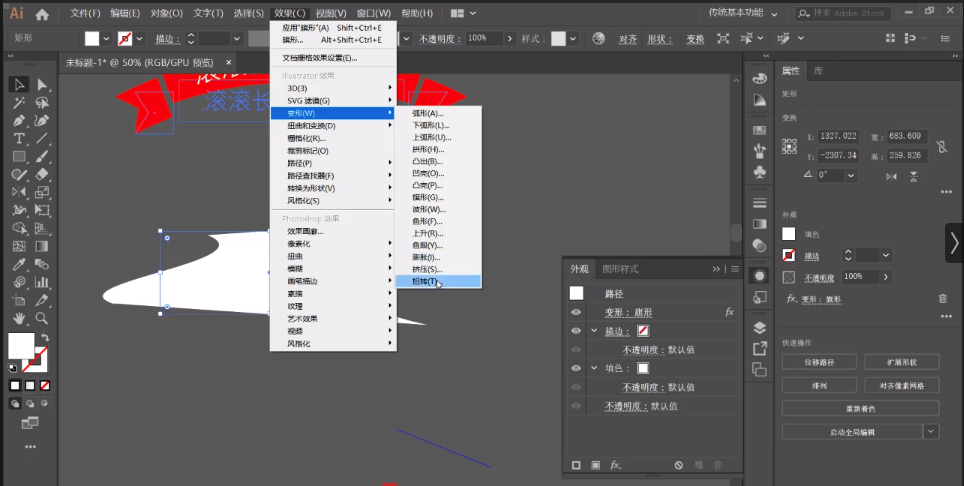 Ai 文件(F) 编辑(E) 对象(O) 文字(T) 选择(S) 效果(C) 视图(V) 窗口(W) 帮助(H) 传统基本功能 搜索 Adobe Stock
矩形 描边: 不透明度: 100% 样式: 对齐 形状: 变换
未标题-1* @ 50% (RGB/GPU 预览) ×
滚滚长
应用"旗形"(A) Shift+Ctrl+E
旗形... Alt+Shift+Ctrl+E
文档栅格效果设置(E)...
Illustrator 效果
3D(3)
SVG 滤镜(G)
变形(W)
扭曲和变换(D)
栅格化(R)...
裁剪标记(O)
路径(P)
路径查找器(F)
转换为形状(V)
风格化(S)
Photoshop 效果
效果画廊...
像素化
扭曲
模糊
画笔描边
素描
纹理
艺术效果
视频
风格化
弧形(A)...
下弧形(L)...
上弧形(U)...
拱形(H)...
凸出(B)...
凹壳(O)...
凸壳(P)...
旗形(G)...
波形(W)...
鱼形(F)...
上升(R)...
鱼眼(Y)...
膨胀(I)...
挤压(S)...
扭转(T)...
外观 图形样式
路径
变形: 旗形 fx
描边:
不透明度: 默认值
填色:
不透明度: 默认值
不透明度: 默认值
fx
属性 库
矩形
变换
X: 1327.022 宽: 683.609
Y: -2307.34 高: 259.826
0°
外观
填色
描边
不透明度 100%
fx 变形: 旗形
快速操作
位移路径 扩展形状
排列 对齐像素网格
重新着色
启动全局编辑